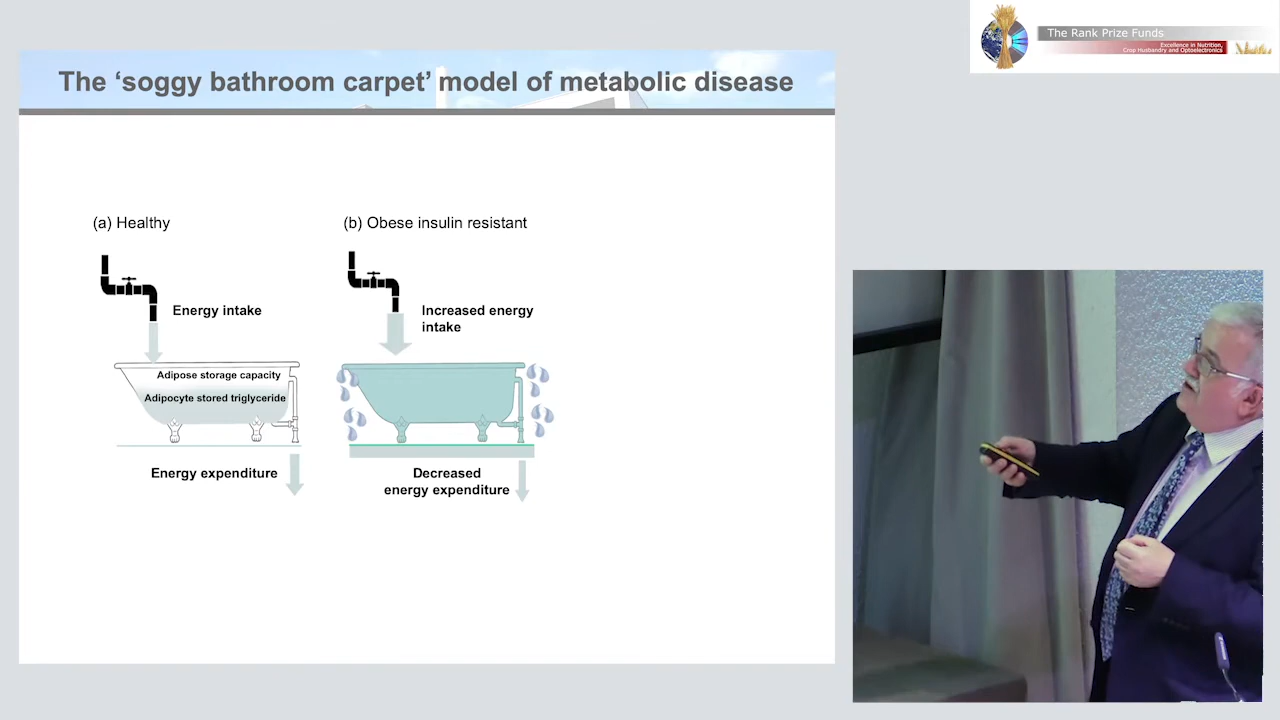 The Rank Prize Funds
Excellence in Nutrition,
Crop Husbandry and Optoelectronics
The ‘soggy bathroom carpet’ model of metabolic disease
(a) Healthy
(b) Obese insulin resistant
Energy intake
Increased energy
intake
Adipose storage capacity
Adipocyte stored triglyceride
Energy expenditure
Decreased
energy expenditure